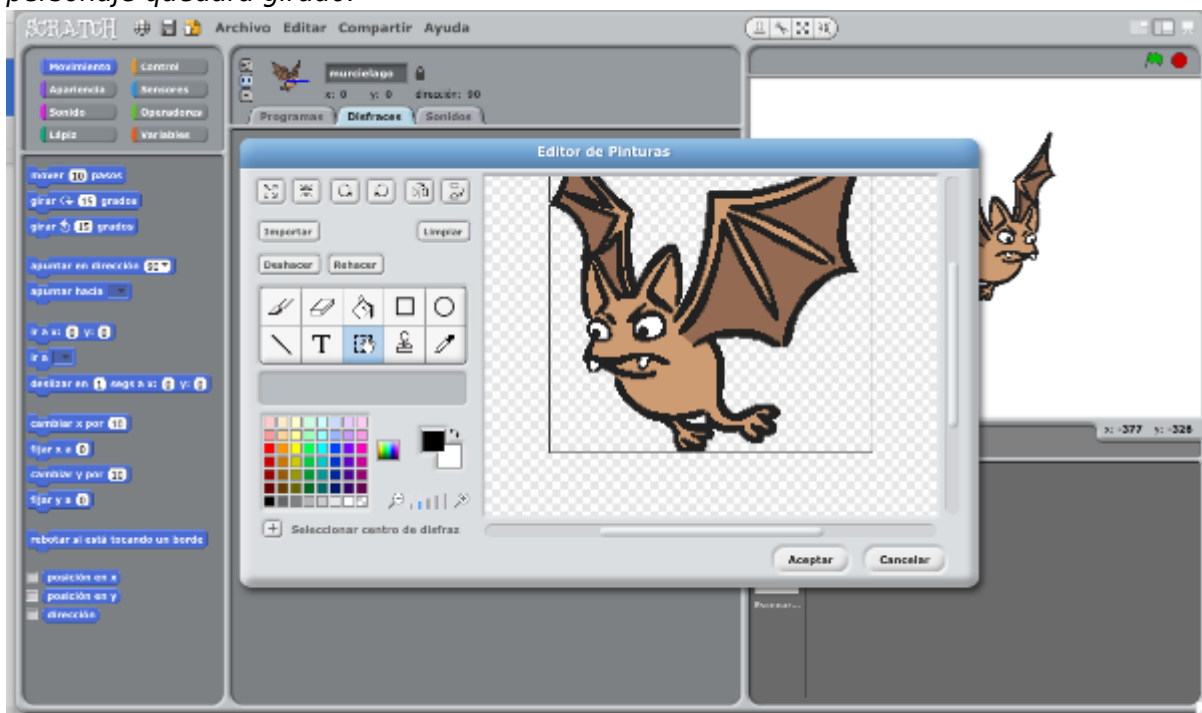 personaje quedará girado.
SCRATCH Archivo Editar Compartir Ayuda
Movimiento Control
Apariencia Sensores
Sonido Operadores
Lápiz Variables
murcielago
x: 0 y: 0 dirección: 90
Programas Disfraces Sonidos
mover 10 pasos
girar 15 grados
girar 15 grados
apuntar en dirección 90
apuntar hacia
ir a x: 0 y: 0
ir a
deslizar en 1 segs a x: 0 y: 0
cambiar x por 10
fijar x a 0
cambiar y por 10
fijar y a 0
rebotar si está tocando un borde
posición en x
posición en y
dirección
Editor de Pinturas
Importar Limpiar
Deshacer Rehacer
T
Seleccionar centro de disfraz
Aceptar Cancelar
x: -377 y: -326
Escenar...